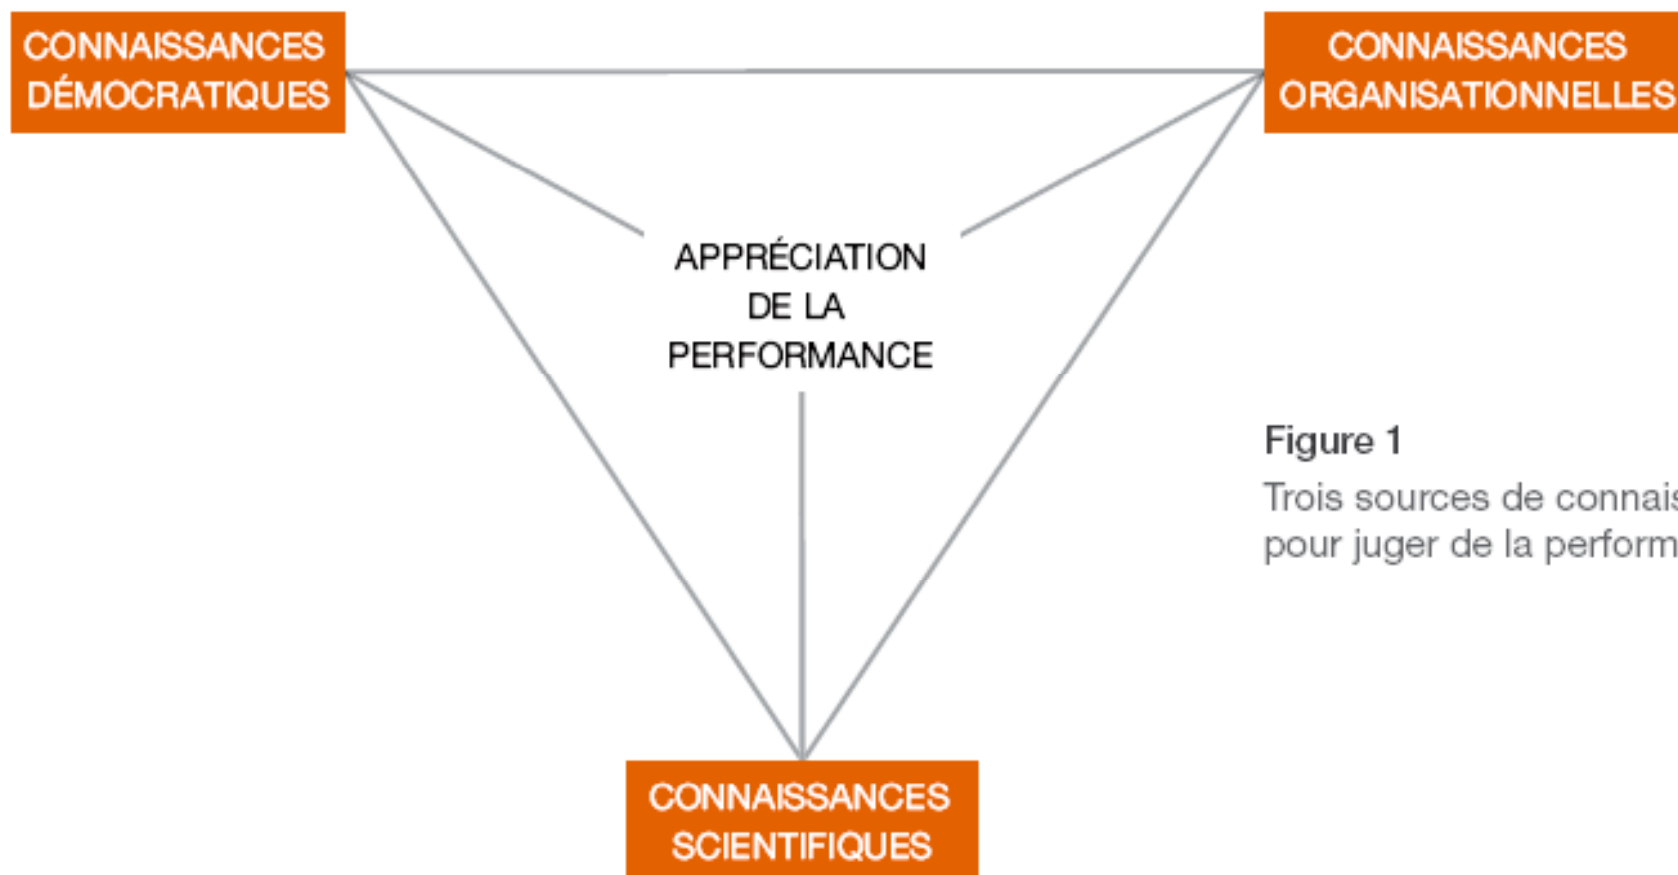 CONNAISSANCES
DÉMOCRATIQUES
CONNAISSANCES
ORGANISATIONNELLES
APPRÉCIATION
DE LA
PERFORMANCE
Figure 1
Trois sources de
pour juger de la
CONNAISSANCES
SCIENTIFIQUES